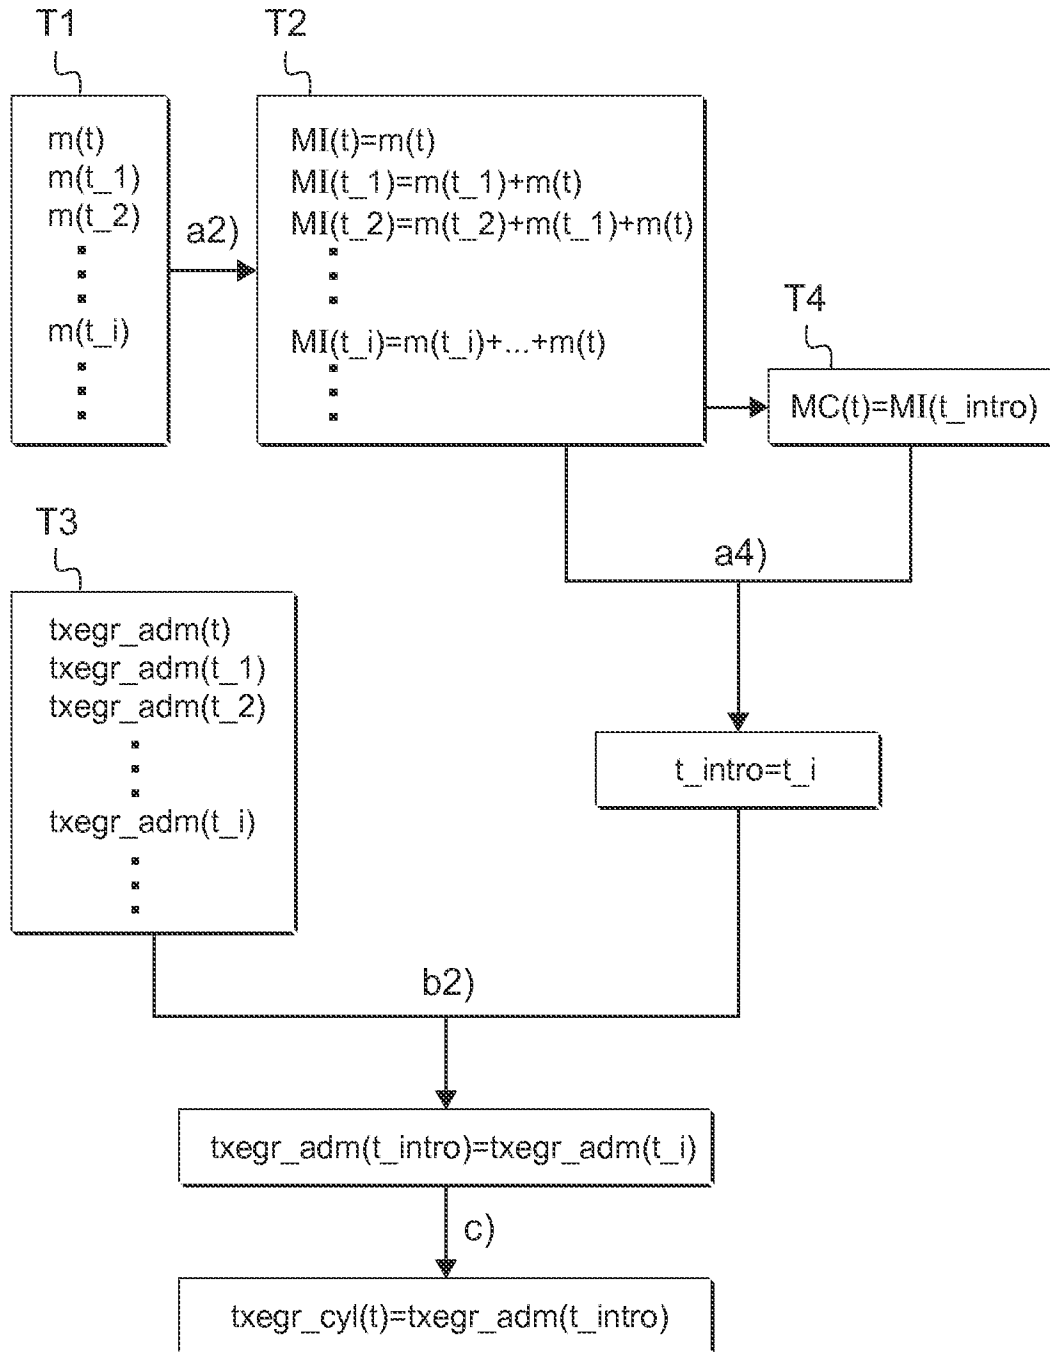 T1
T2
m(t)
m(t_1)
m(t_2)
m(t_i)
a2)
MI(t)=m(t)
MI(t_1)=m(t_1)+m(t)
MI(t_2)=m(t_2)+m(t_1)+m(t)
MI(t_i)=m(t_i)+...+m(t)
T4
MC(t)=MI(t_intro)
a4)
T3
txegr_adm(t)
txegr_adm(t_1)
txegr_adm(t_2)
txegr_adm(t_i)
t_intro=t_i
b2)
txegr_adm(t_intro)=txegr_adm(t_i)
c)
txegr_cyl(t)=txegr_adm(t_intro)